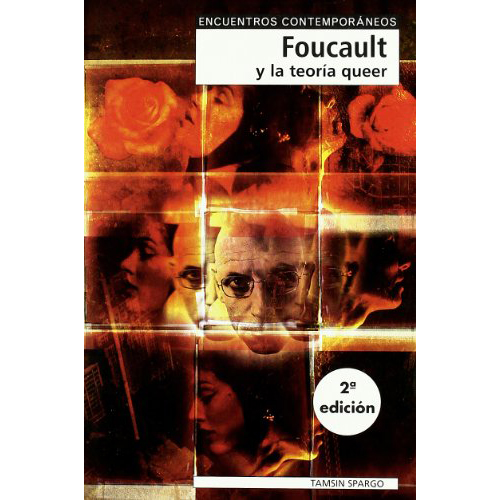 ENCUENTROS CONTEMPORÁNEOS
Foucault
y la teoría queer
2ª
edición
TAMSIN SPARGO